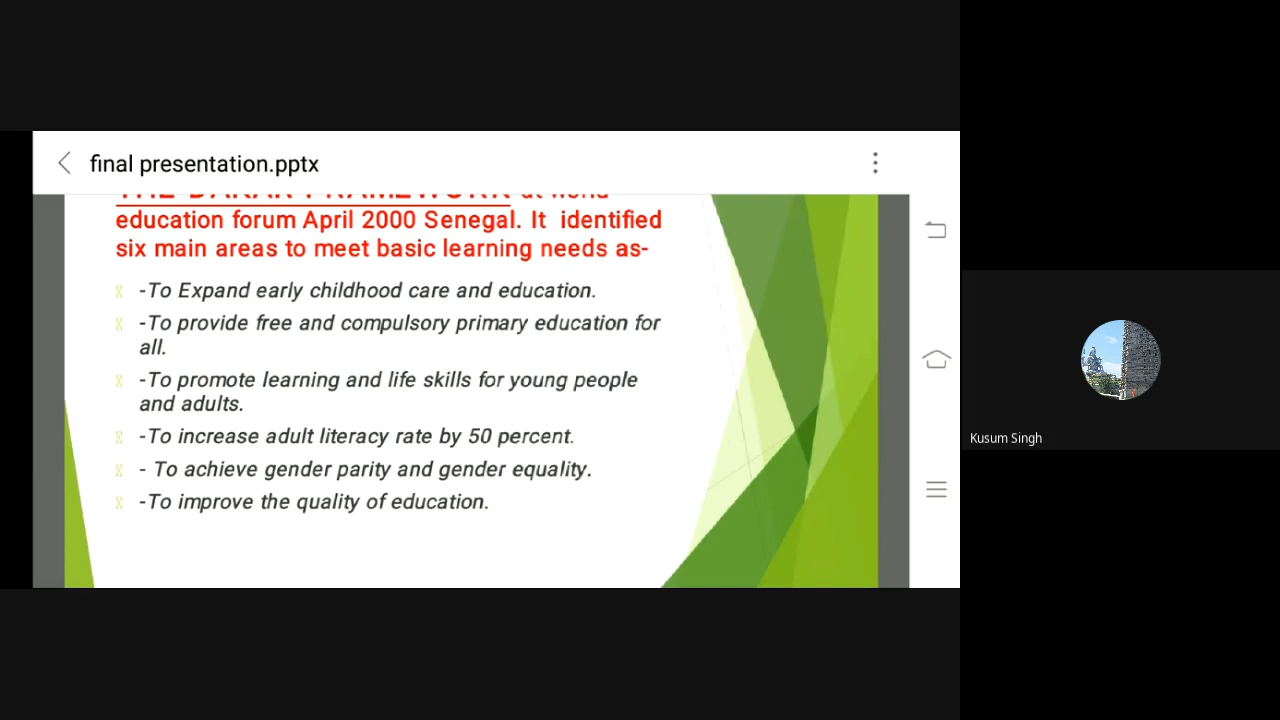 final presentation.pptx
THE DAKAR FRAMEWORK at world
education forum April 2000 Senegal. It identified
six main areas to meet basic learning needs as-
-To Expand early childhood care and education.
-To provide free and compulsory primary education for
all.
-To promote learning and life skills for young people
and adults.
-To increase adult literacy rate by 50 percent.
- To achieve gender parity and gender equality.
-To improve the quality of education.
Kusum Singh